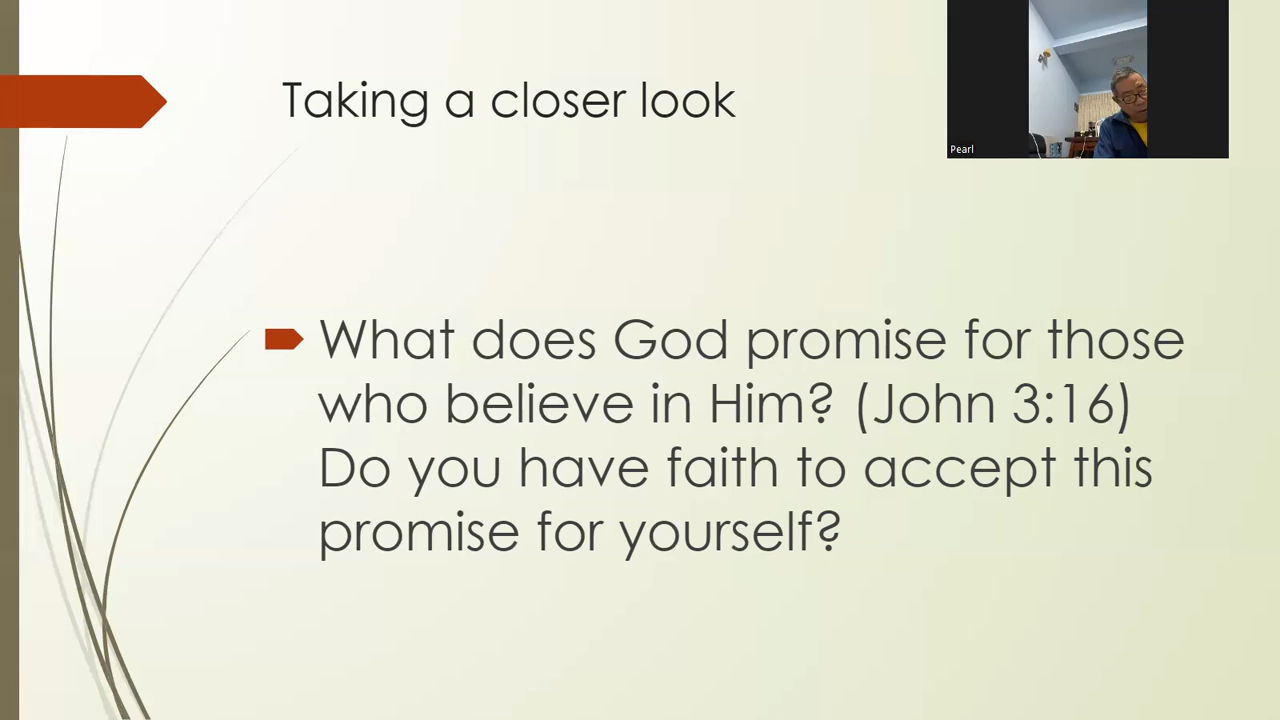 Taking a closer look
Pearl
What does God promise for those
who believe in Him? (John 3:16)
Do you have faith to accept this
promise for yourself?